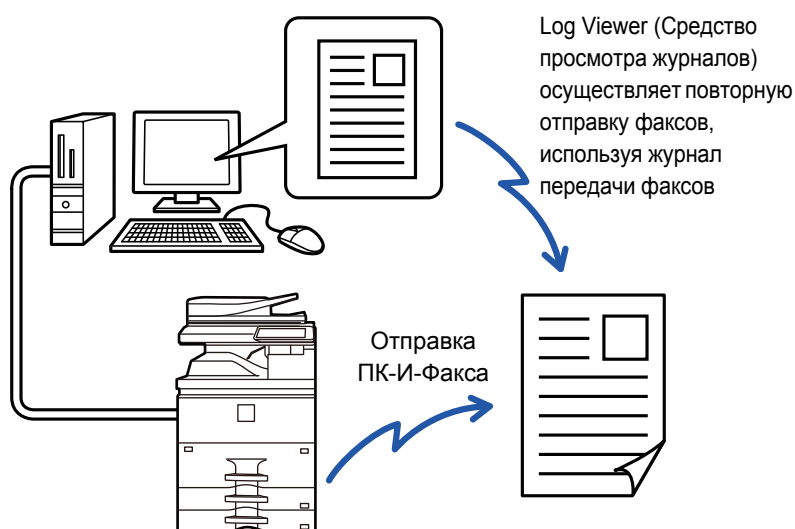 Log Viewer (Средство
просмотра журналов)
осуществляет повторную
отправку факсов,
используя журнал
передачи факсов
Отправка
ПК-И-Факса